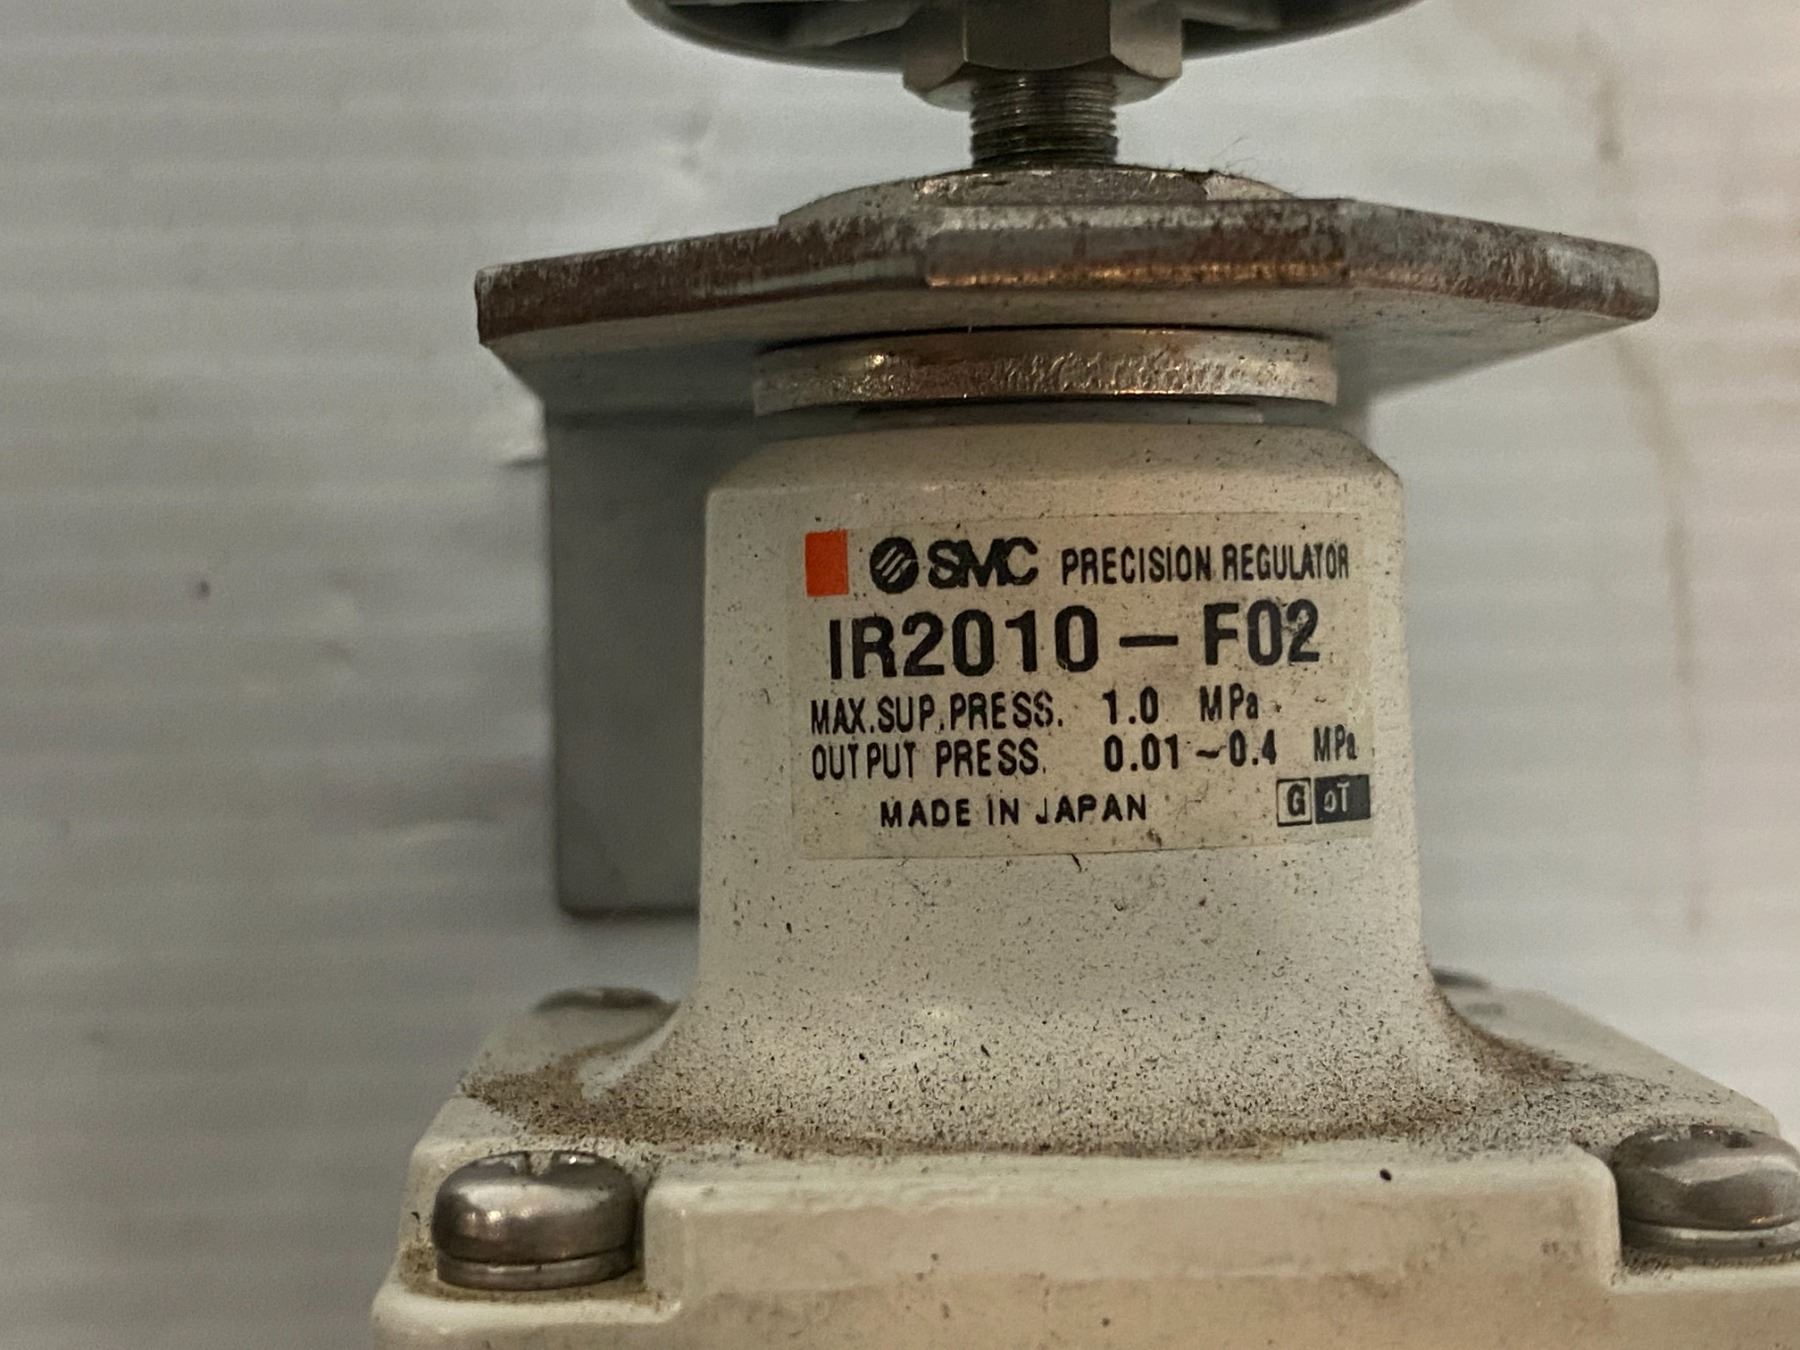 SMC PRECISION REGULATOR
IR2010-F02
MAX.SUP.PRESS. 1.0 MPa
OUTPUT PRESS. 0.01~0.4 MPa
MADE IN JAPAN G